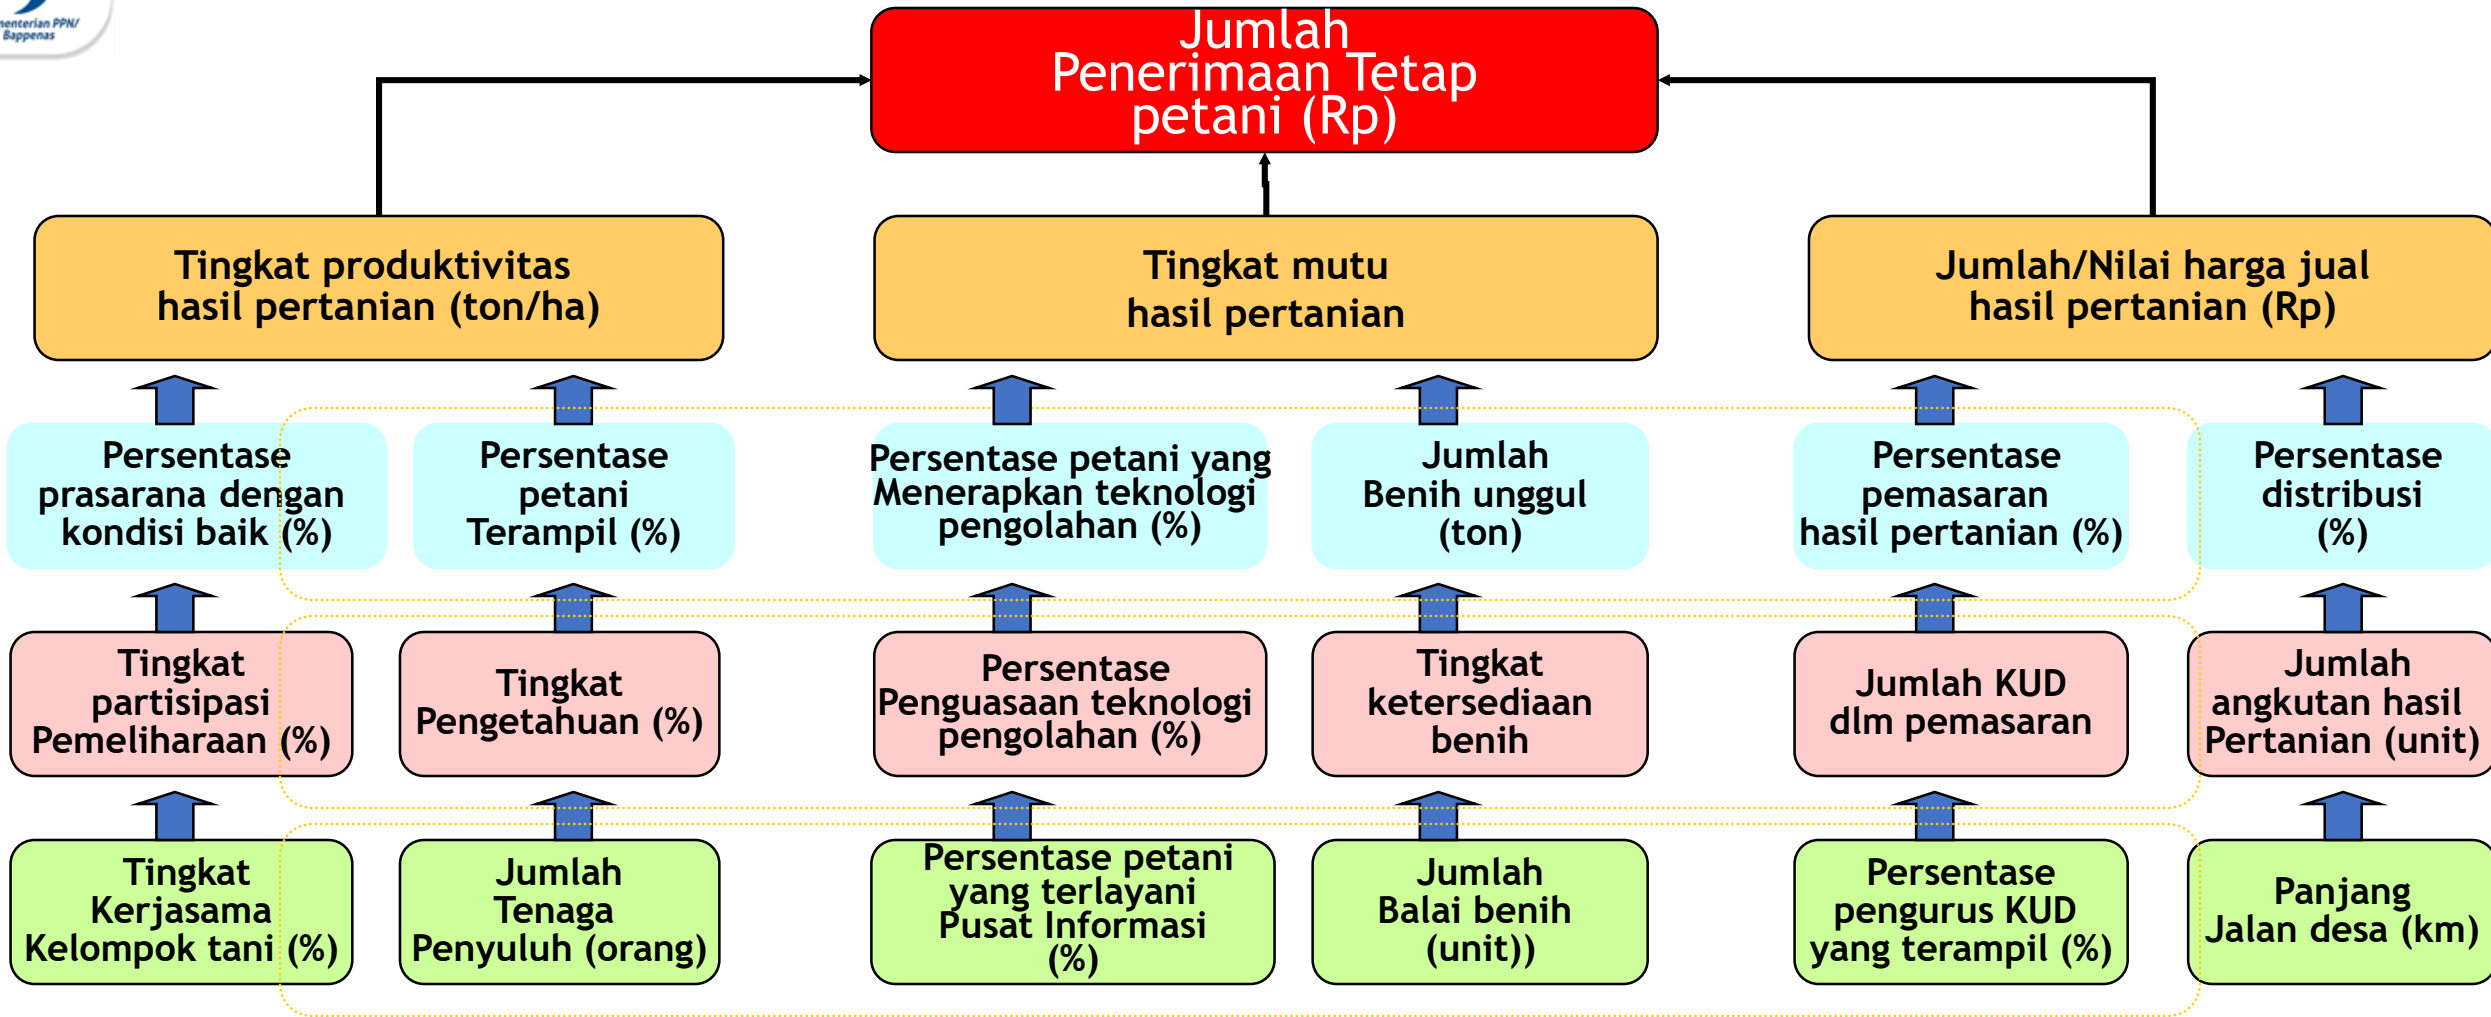 Kementerian PPN/
Bappenas
Jumlah
Penerimaan Tetap
petani (Rp)
Tingkat produktivitas
hasil pertanian (ton/ha)
Tingkat mutu
hasil pertanian
Jumlah/Nilai harga jual
hasil pertanian (Rp)
Persentase
prasarana dengan
kondisi baik (%)
Persentase
petani
Terampil (%)
Persentase petani yang
Menerapkan teknologi
pengolahan (%)
Jumlah
Benih unggul
(ton)
Persentase
pemasaran
hasil pertanian (%)
Persentase
distribusi
(%)
Tingkat
partisipasi
Pemeliharaan (%)
Tingkat
Pengetahuan (%)
Persentase
Penguasaan teknologi
pengolahan (%)
Tingkat
ketersediaan
benih
Jumlah KUD
dlm pemasaran
Jumlah
angkutan hasil
Pertanian (unit)
Tingkat
Kerjasama
Kelompok tani (%)
Jumlah
Tenaga
Penyuluh (orang)
Persentase petani
yang terlayani
Pusat Informasi
(%)
Jumlah
Balai benih
(unit))
Persentase
pengurus KUD
yang terampil (%)
Panjang
Jalan desa (km)